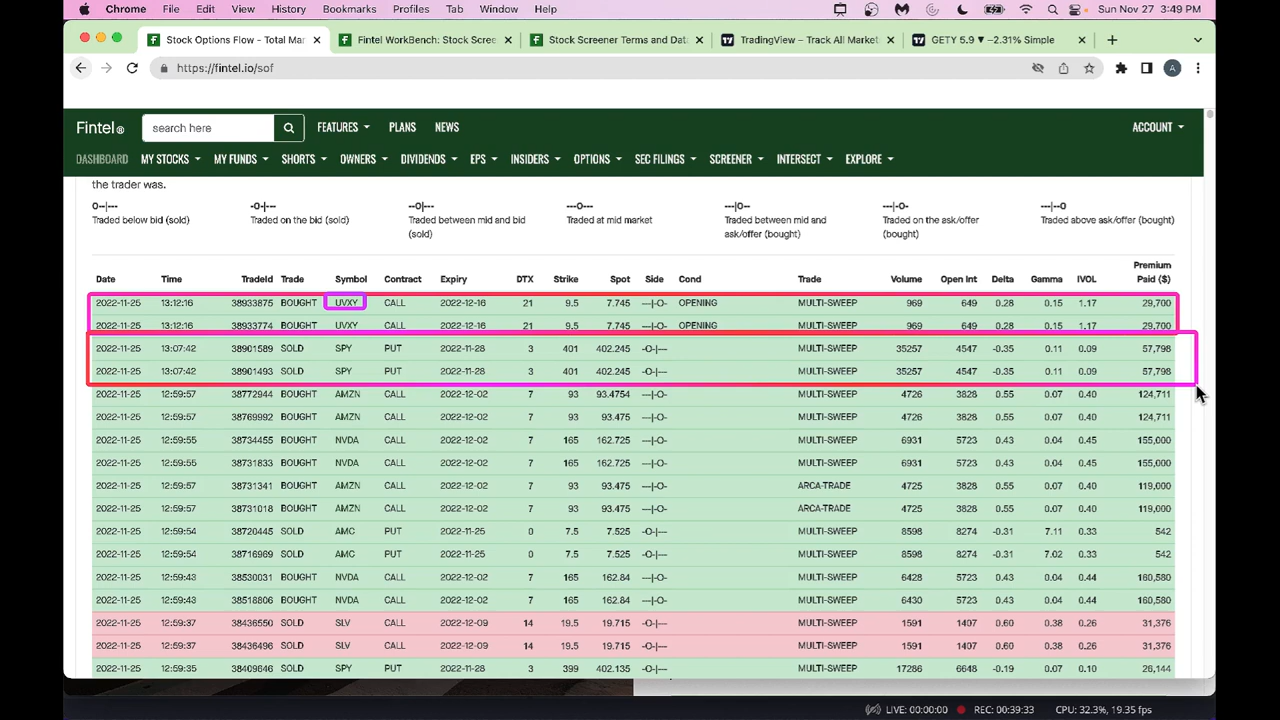 Chrome File Edit View History Bookmarks Profiles Tab Window Help Sun Nov 27 3:49 PM
Stock Options Flow - Total Mar Fintel WorkBench: Stock Scree Stock Screener Terms and Data TradingView – Track All Markets GETY 5.9 ▼ −2.31% Simple
https://fintel.io/sof
Fintel® search here FEATURES PLANS NEWS ACCOUNT
DASHBOARD MY STOCKS MY FUNDS SHORTS OWNERS DIVIDENDS EPS INSIDERS OPTIONS SEC FILINGS SCREENER INTERSECT EXPLORE
the trader was.
O--|--- -O-|--- --O|--- ---O--- ---|O-- ---|-O- ---|--O
Traded below bid (sold) Traded on the bid (sold) Traded between mid and bid Traded at mid market Traded between mid and Traded on the ask/offer Traded above ask/offer (bought)
(sold) ask/offer (bought) (bought)
Premium
Date Time TradeId Trade Symbol Contract Expiry DTX Strike Spot Side Cond Trade Volume Open Int Delta Gamma IVOL Paid ($)
2022-11-25 13:12:16 38933875 BOUGHT UVXY CALL 2022-12-16 21 9.5 7.745 ---|-O- OPENING MULTI-SWEEP 969 649 0.28 0.15 1.17 29,700
2022-11-25 13:12:16 38933774 BOUGHT UVXY CALL 2022-12-16 21 9.5 7.745 ---|-O- OPENING MULTI-SWEEP 969 649 0.28 0.15 1.17 29,700
2022-11-25 13:07:42 38901589 SOLD SPY PUT 2022-11-28 3 401 402.245 -O-|--- MULTI-SWEEP 35257 4547 -0.35 0.11 0.09 57,798
2022-11-25 13:07:42 38901493 SOLD SPY PUT 2022-11-28 3 401 402.245 -O-|--- MULTI-SWEEP 35257 4547 -0.35 0.11 0.09 57,798
2022-11-25 12:59:57 38772944 BOUGHT AMZN CALL 2022-12-02 7 93 93.4754 ---|-O- MULTI-SWEEP 4726 3828 0.55 0.07 0.40 124,711
2022-11-25 12:59:57 38769992 BOUGHT AMZN CALL 2022-12-02 7 93 93.475 ---|-O- MULTI-SWEEP 4726 3828 0.55 0.07 0.40 124,711
2022-11-25 12:59:55 38734455 BOUGHT NVDA CALL 2022-12-02 7 165 162.725 ---|-O- MULTI-SWEEP 6931 5723 0.43 0.04 0.45 155,000
2022-11-25 12:59:55 38731833 BOUGHT NVDA CALL 2022-12-02 7 165 162.725 ---|-O- MULTI-SWEEP 6931 5723 0.43 0.04 0.45 155,000
2022-11-25 12:59:57 38731341 BOUGHT AMZN CALL 2022-12-02 7 93 93.475 ---|-O- ARCA-TRADE 4725 3828 0.55 0.07 0.40 119,000
2022-11-25 12:59:57 38731018 BOUGHT AMZN CALL 2022-12-02 7 93 93.475 ---|-O- ARCA-TRADE 4725 3828 0.55 0.07 0.40 119,000
2022-11-25 12:59:54 38720445 SOLD AMC PUT 2022-11-25 0 7.5 7.525 -O-|--- MULTI-SWEEP 8598 8274 -0.31 7.11 0.33 542
2022-11-25 12:59:54 38716969 SOLD AMC PUT 2022-11-25 0 7.5 7.525 -O-|--- MULTI-SWEEP 8598 8274 -0.31 7.02 0.33 542
2022-11-25 12:59:43 38530031 BOUGHT NVDA CALL 2022-12-02 7 165 162.84 ---|-O- MULTI-SWEEP 6428 5723 0.43 0.04 0.44 160,580
2022-11-25 12:59:43 38518806 BOUGHT NVDA CALL 2022-12-02 7 165 162.84 ---|-O- MULTI-SWEEP 6430 5723 0.43 0.04 0.44 160,580
2022-11-25 12:59:37 38436550 SOLD SLV CALL 2022-12-09 14 19.5 19.715 -O-|--- MULTI-SWEEP 1591 1407 0.60 0.38 0.26 31,376
2022-11-25 12:59:37 38436496 SOLD SLV CALL 2022-12-09 14 19.5 19.715 -O-|--- MULTI-SWEEP 1591 1407 0.60 0.38 0.26 31,376
2022-11-25 12:59:35 38409646 SOLD SPY PUT 2022-11-28 3 399 402.135 -O-|--- MULTI-SWEEP 17286 6648 -0.19 0.07 0.10 28,144
LIVE: 00:00:00 REC: 00:39:33 CPU: 32.3%, 19.35 fps